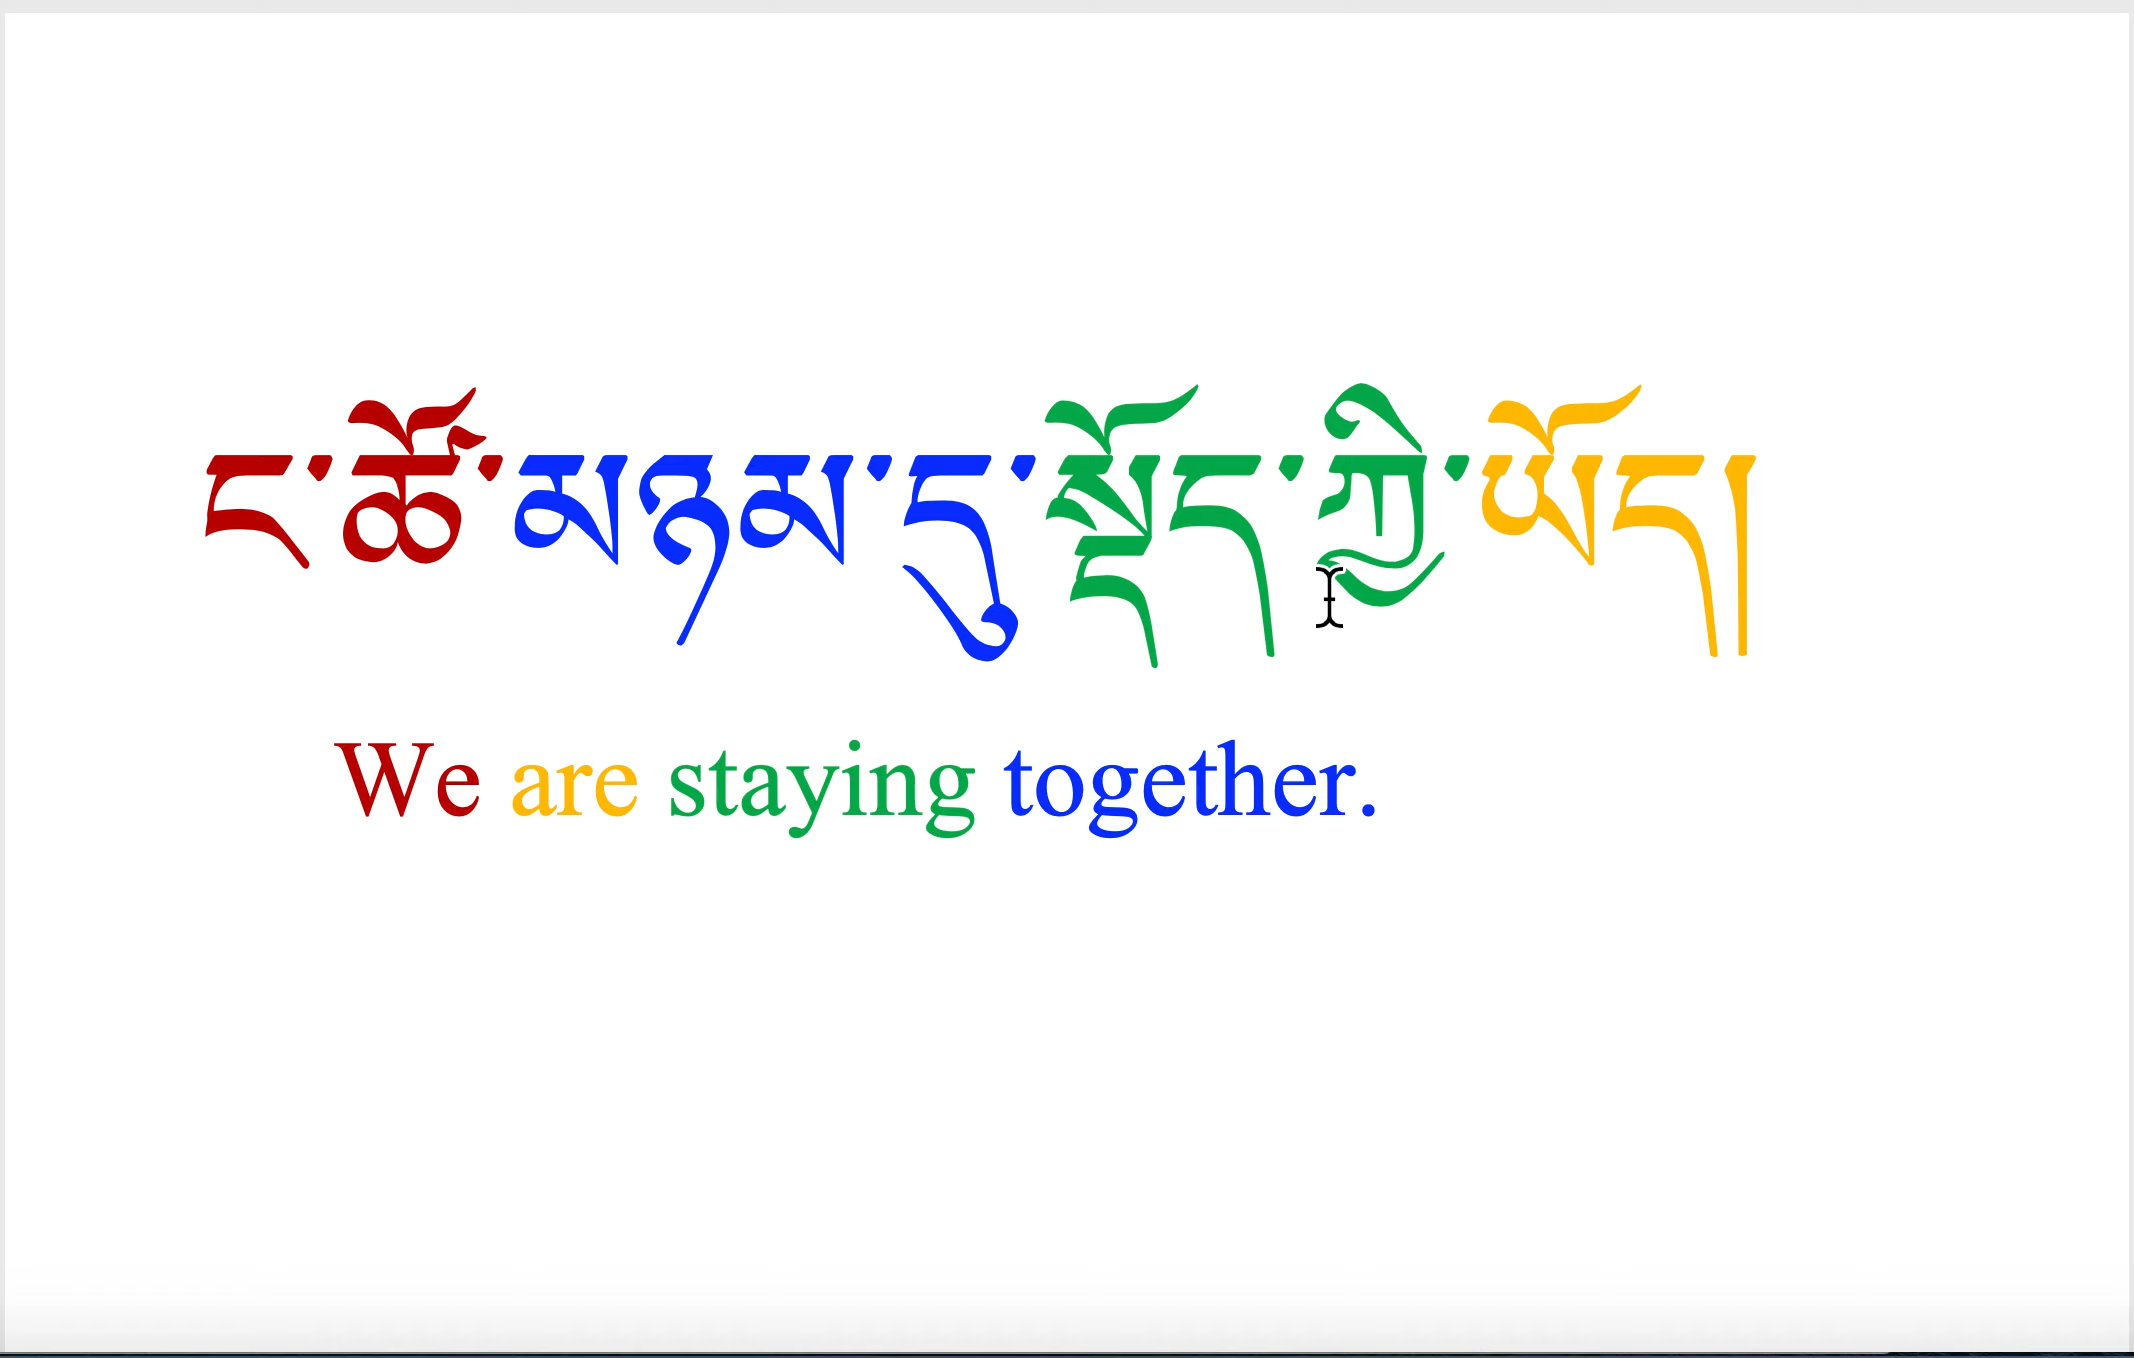 ང་ཚོ་མཉམ་དུ་སྡོད་ཀྱི་ཡོད།
We are staying together.